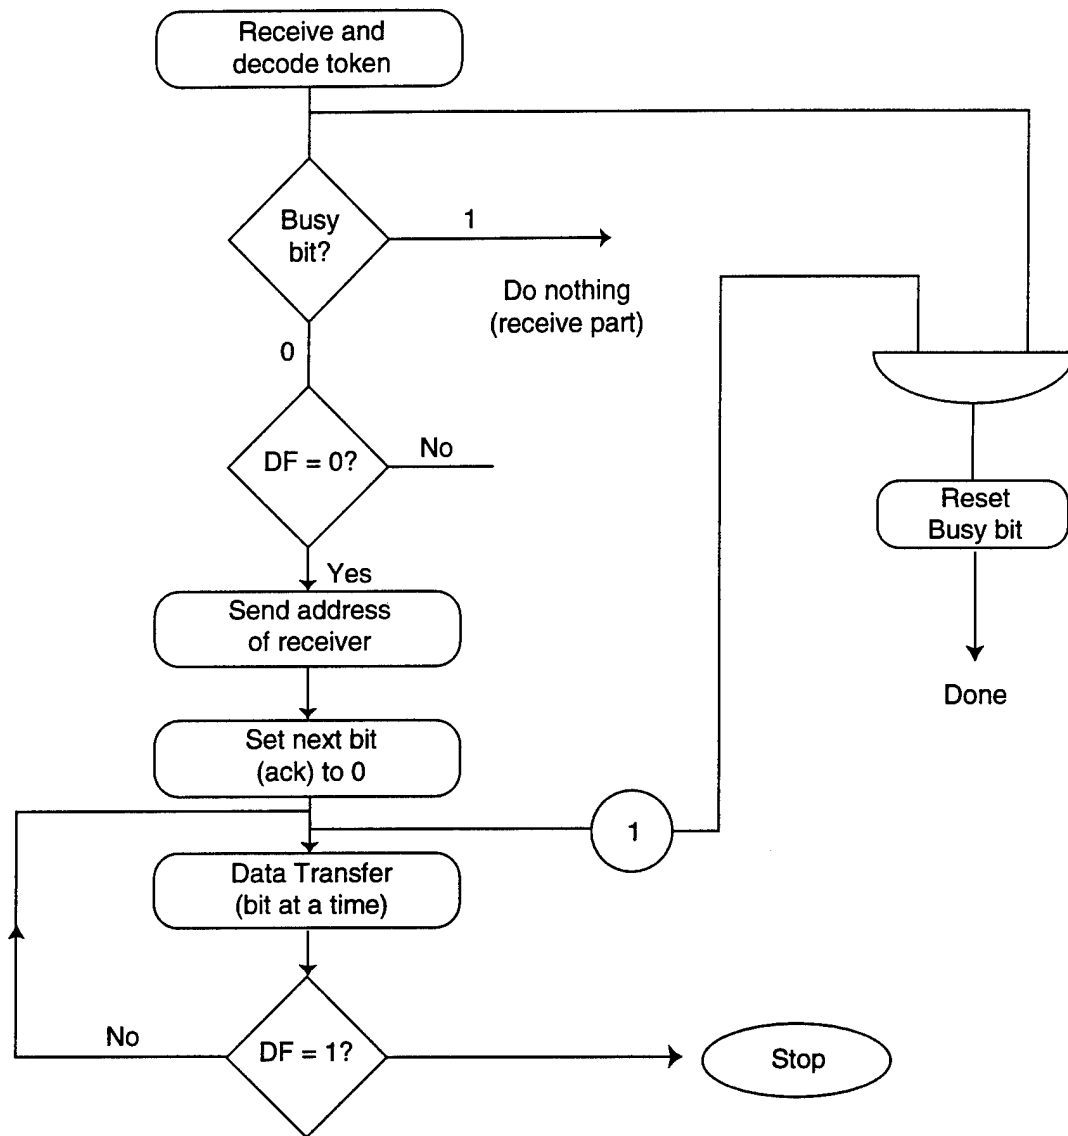 Receive and
decode token
Busy
bit?
1
Do nothing
(receive part)
0
DF = 0?
No
Reset
Busy bit
Yes
Send address
of receiver
Done
Set next bit
(ack) to 0
1
Data Transfer
(bit at a time)
No
DF = 1?
Stop